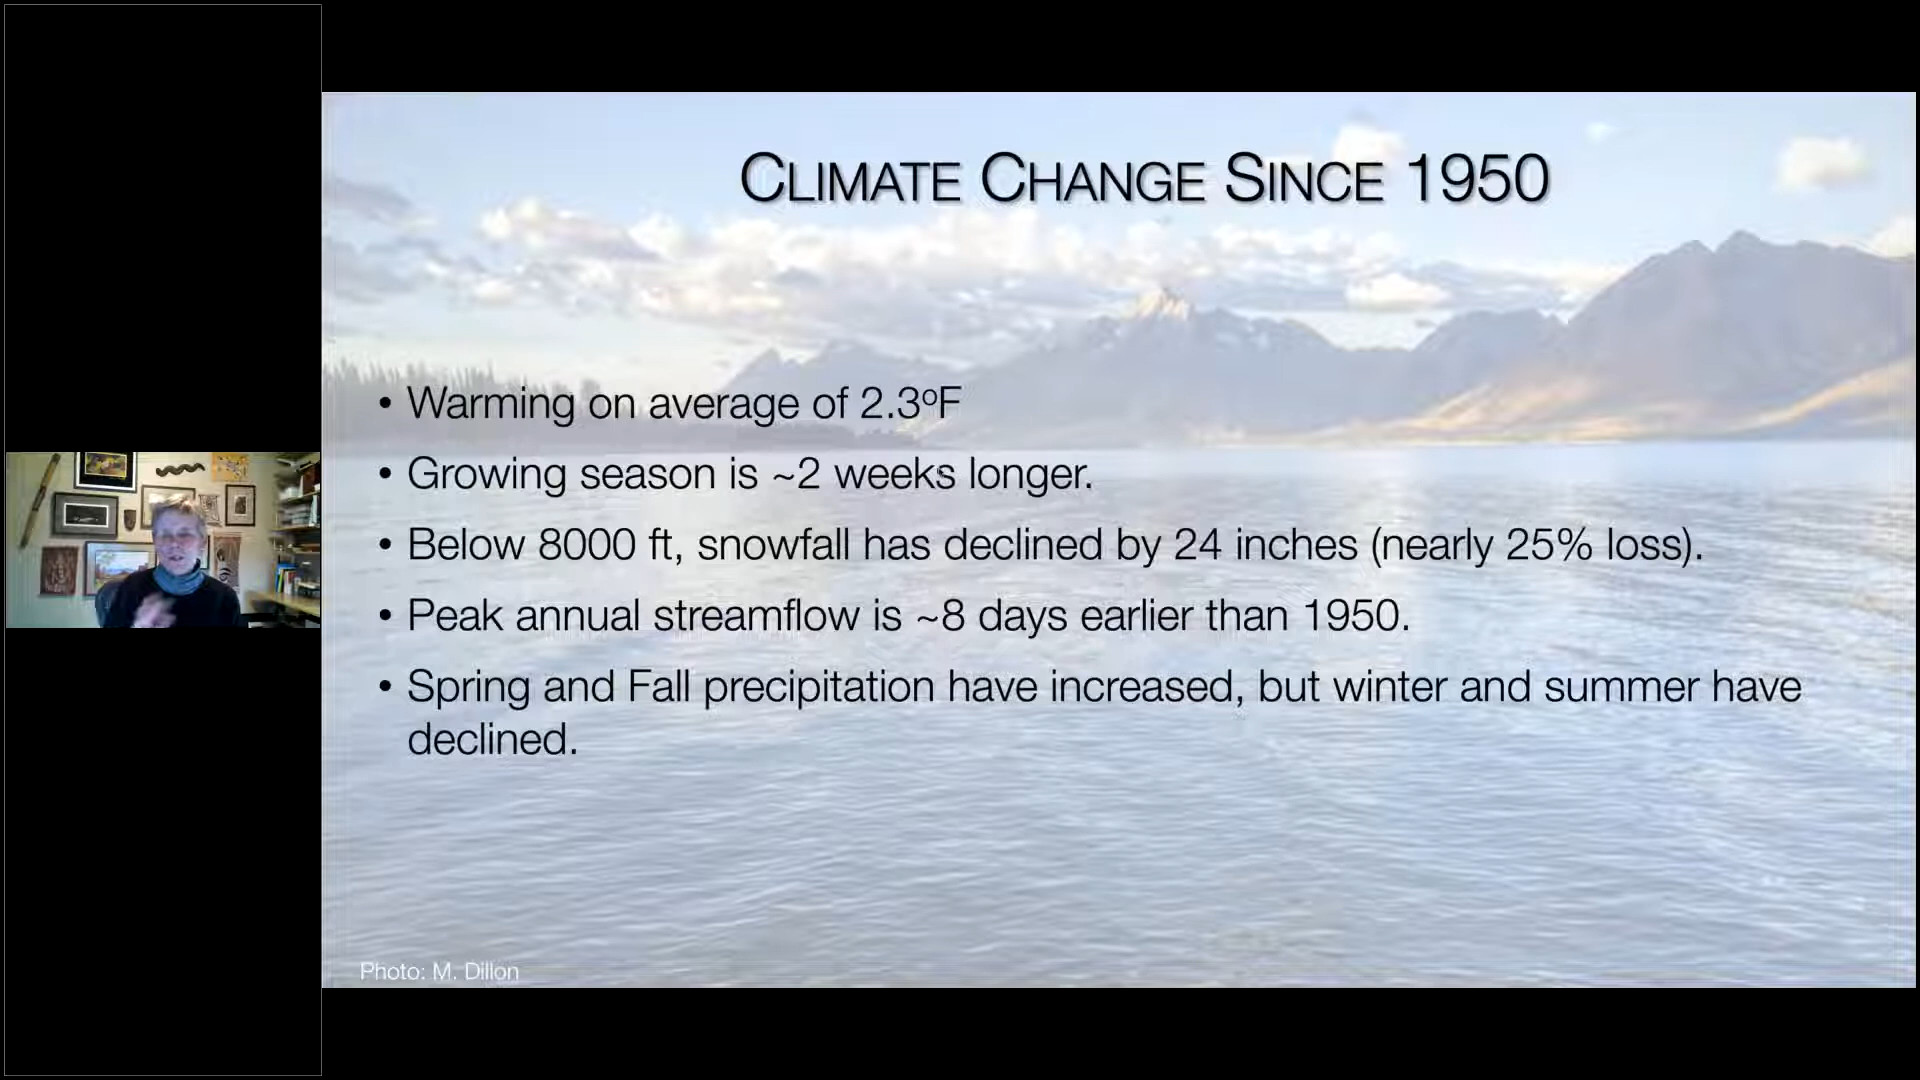 Climate Change Since 1950
• Warming on average of 2.3ºF
• Growing season is ~2 weeks longer.
• Below 8000 ft, snowfall has declined by 24 inches (nearly 25% loss).
• Peak annual streamflow is ~8 days earlier than 1950.
• Spring and Fall precipitation have increased, but winter and summer have
declined.
Photo: M. Dillon